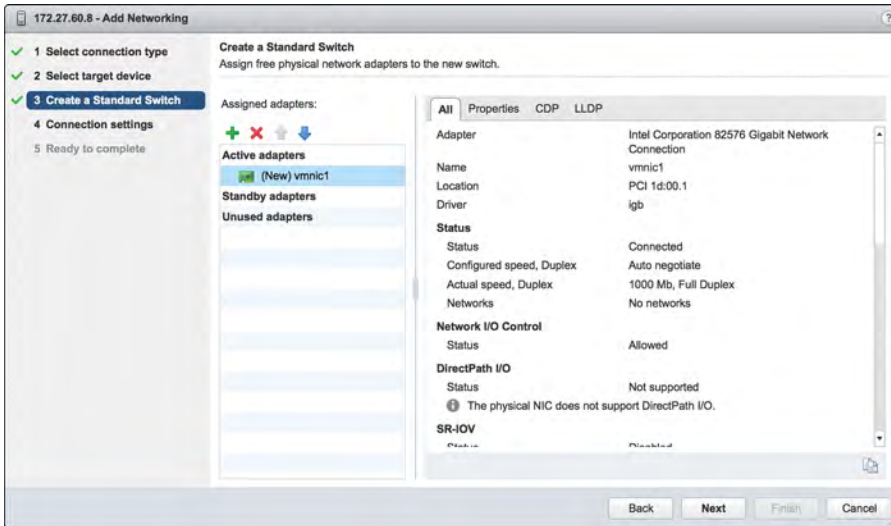 172.27.60.8 - Add Networking
?
1 Select connection type
2 Select target device
3 Create a Standard Switch
4 Connection settings
5 Ready to complete
Create a Standard Switch
Assign free physical network adapters to the new switch.
Assigned adapters:
Active adapters
(New) vmnic1
Standby adapters
Unused adapters
All Properties CDP LLDP
Adapter Intel Corporation 82576 Gigabit Network
Connection
Name vmnic1
Location PCI 1d:00.1
Driver igb
Status
Status Connected
Configured speed, Duplex Auto negotiate
Actual speed, Duplex 1000 Mb, Full Duplex
Networks No networks
Network I/O Control
Status Allowed
DirectPath I/O
Status Not supported
The physical NIC does not support DirectPath I/O.
SR-IOV
Status Disabled
Back Next Finish Cancel